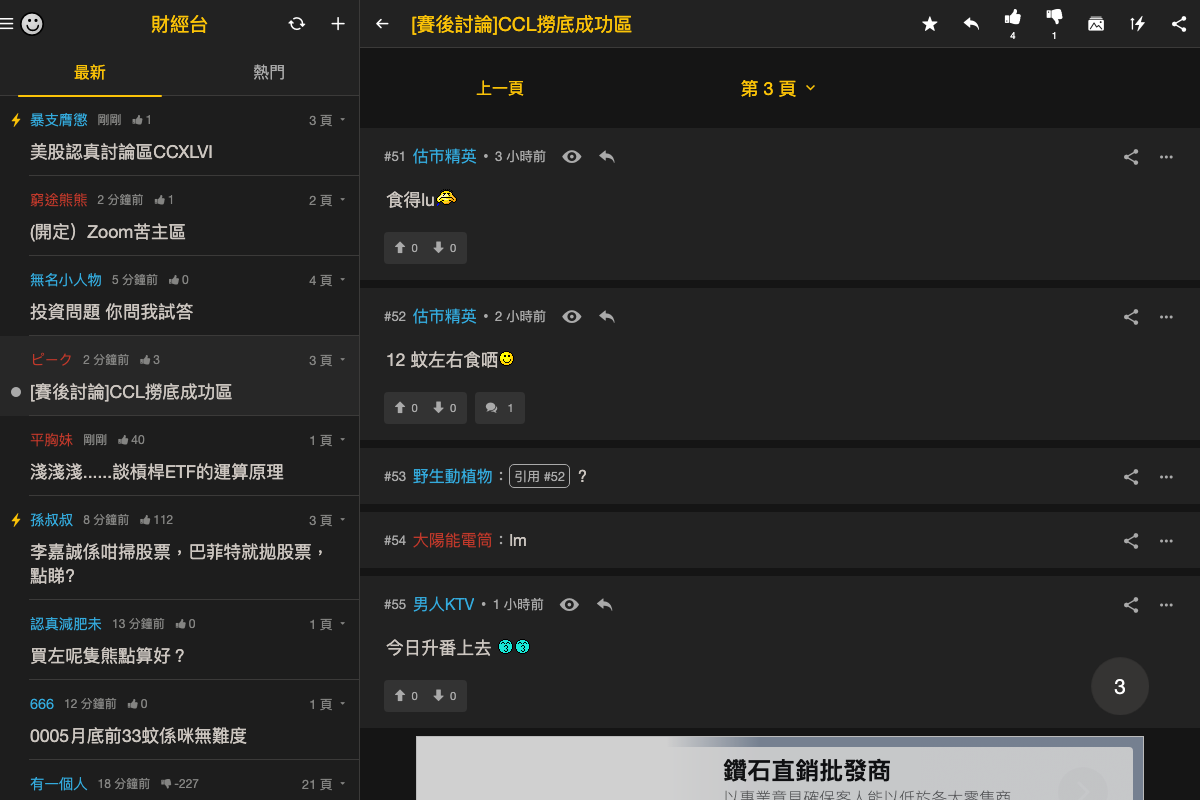 財經台
最新
熱門
暴支膺懲 剛剛 1 3 頁
美股認真討論區CCXLVI
窮途熊熊 2 分鐘前 1 2 頁
(開定）Zoom苦主區
無名小人物 5 分鐘前 0 4 頁
投資問題 你問我試答
ピーク 2 分鐘前 3 3 頁
[賽後討論]CCL撈底成功區
平胸妹 剛剛 40 1 頁
淺淺淺......談槓桿ETF的運算原理
孫叔叔 8 分鐘前 112 3 頁
李嘉誠係咁掃股票，巴菲特就拋股票，
點睇?
認真減肥未 13 分鐘前 0 1 頁
買左呢隻熊點算好？
666 12 分鐘前 0 1 頁
0005月底前33蚊係咪無難度
有一個人 18 分鐘前 -227 21 頁
[賽後討論]CCL撈底成功區
4
1
上一頁
第 3 頁
#51 估市精英 • 3 小時前
食得lu
0 0
#52 估市精英 • 2 小時前
12 蚊左右食晒
0 0 1
#53 野生動植物：引用 #52 ?
#54 大陽能電筒：lm
#55 男人KTV • 1 小時前
今日升番上去
0 0
3
鑽石直銷批發商
以專業意見確保客人能以低於各大零售商